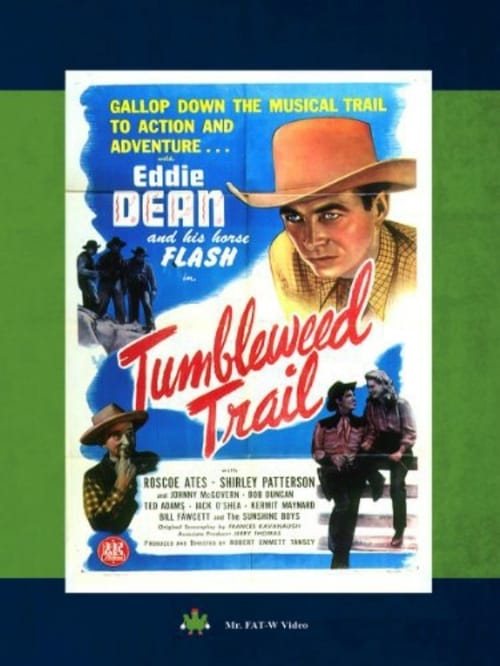 GALLOP DOWN THE MUSICAL TRAIL
TO ACTION AND
ADVENTURE...
with
Eddie
DEAN
and his horse
FLASH
in
Tumbleweed
Trail
with
ROSCOE ATES - SHIRLEY PATTERSON
and JOHNNY McGOVERN - BOB DUNCAN
TED ADAMS - JACK O'SHEA - KERMIT MAYNARD
BILL FAWCETT and The SUNSHINE BOYS
Original Screenplay by FRANCES KAVANAUGH
Associate Producer JERRY THOMAS
PRODUCED AND DIRECTED BY ROBERT EMMETT TANSEY
PRC
Mr. FAT-W Video